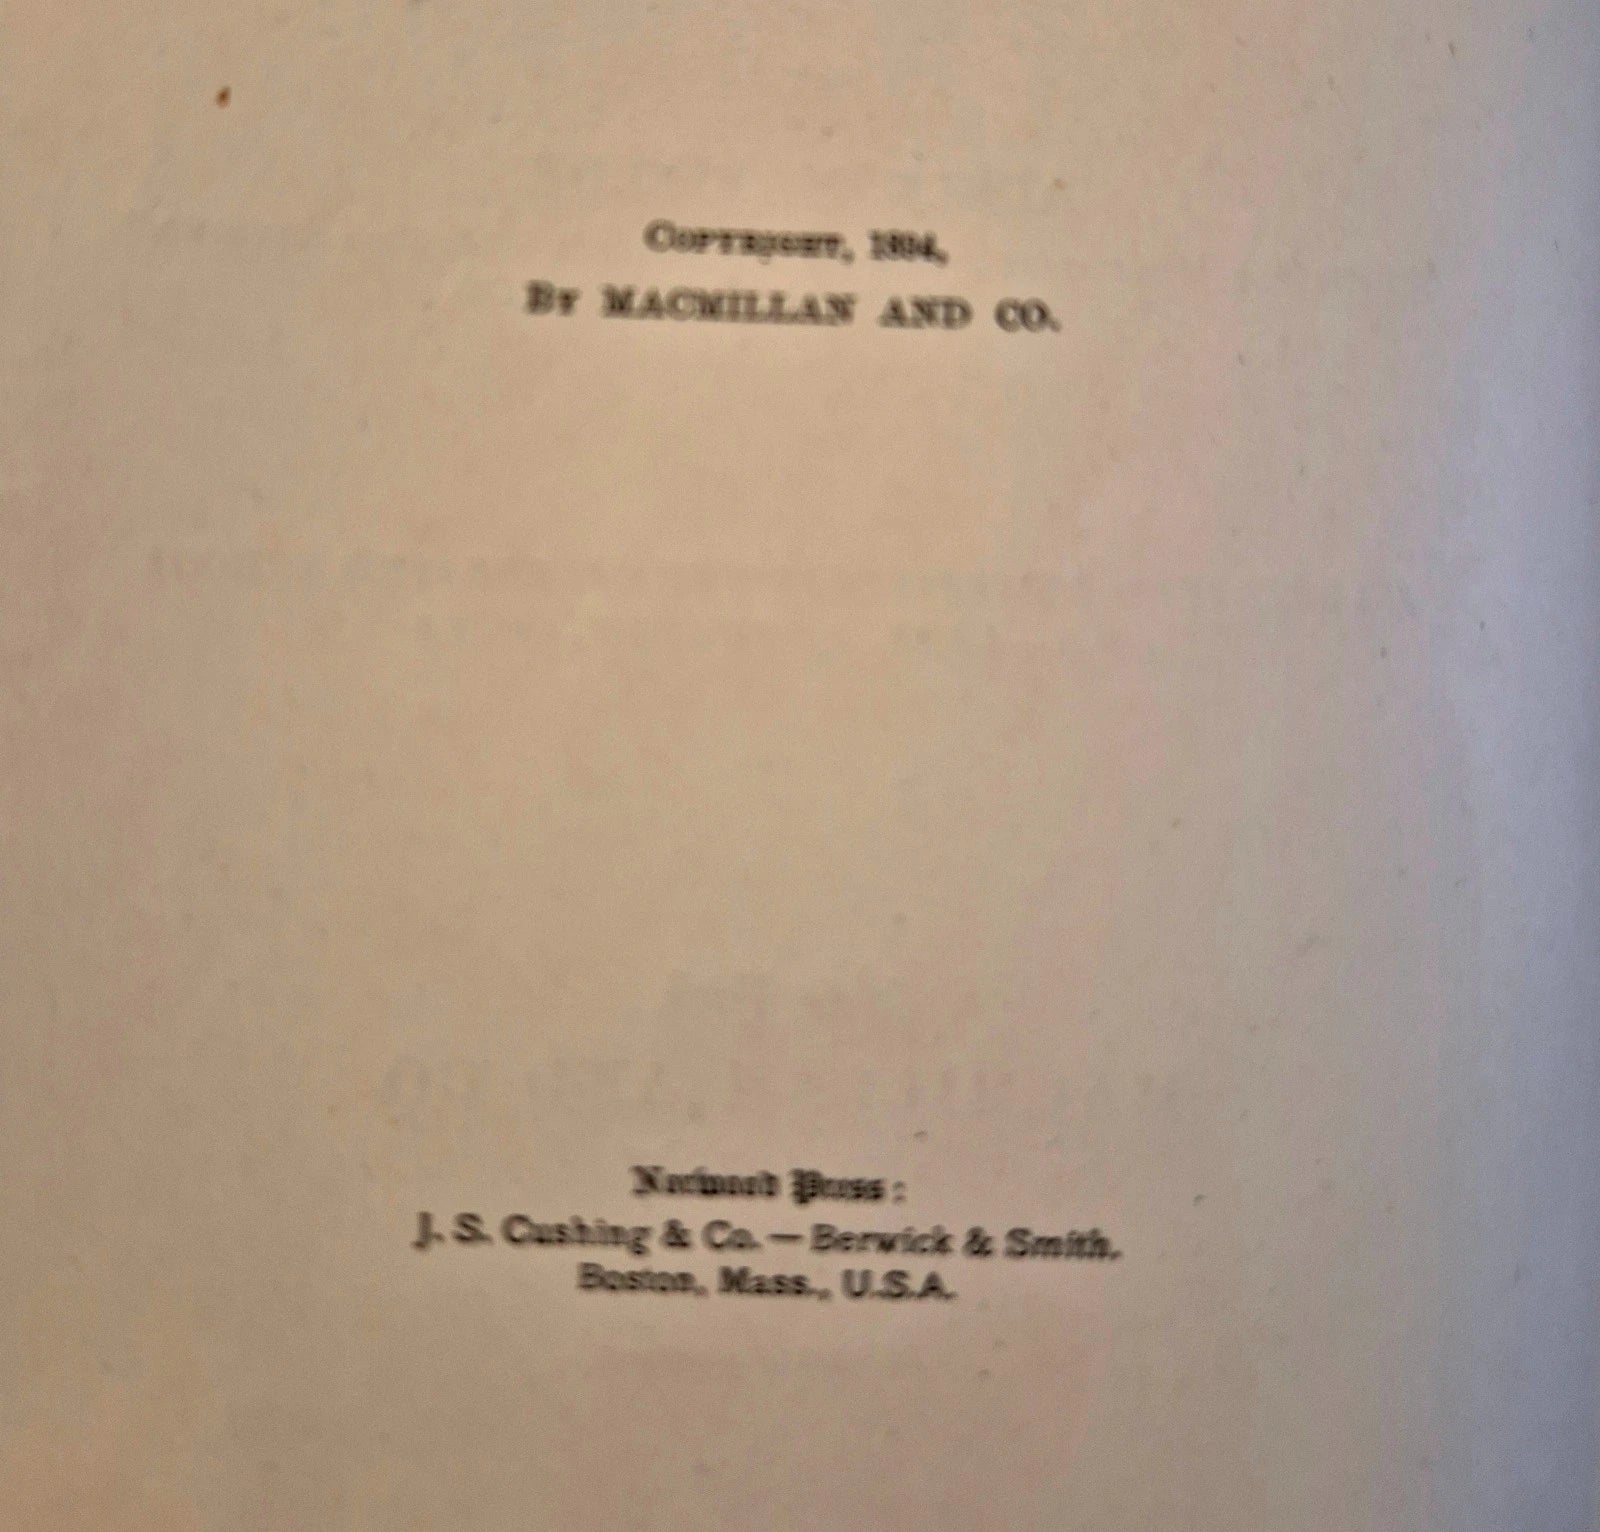 COPYRIGHT, 1894,
BY MACMILLAN AND CO.
Norwood Press:
J. S. Cushing & Co. — Berwick & Smith.
Boston, Mass., U.S.A.